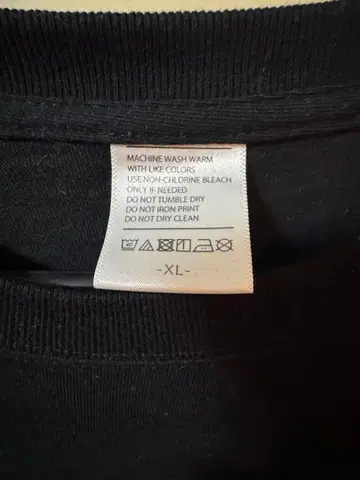 MACHINE WASH WARM
WITH LIKE COLORS
USE NON-CHLORINE BLEACH
ONLY IF NEEDED
DO NOT TUMBLE DRY
DO NOT IRON PRINT
DO NOT DRY CLEAN
-XL-